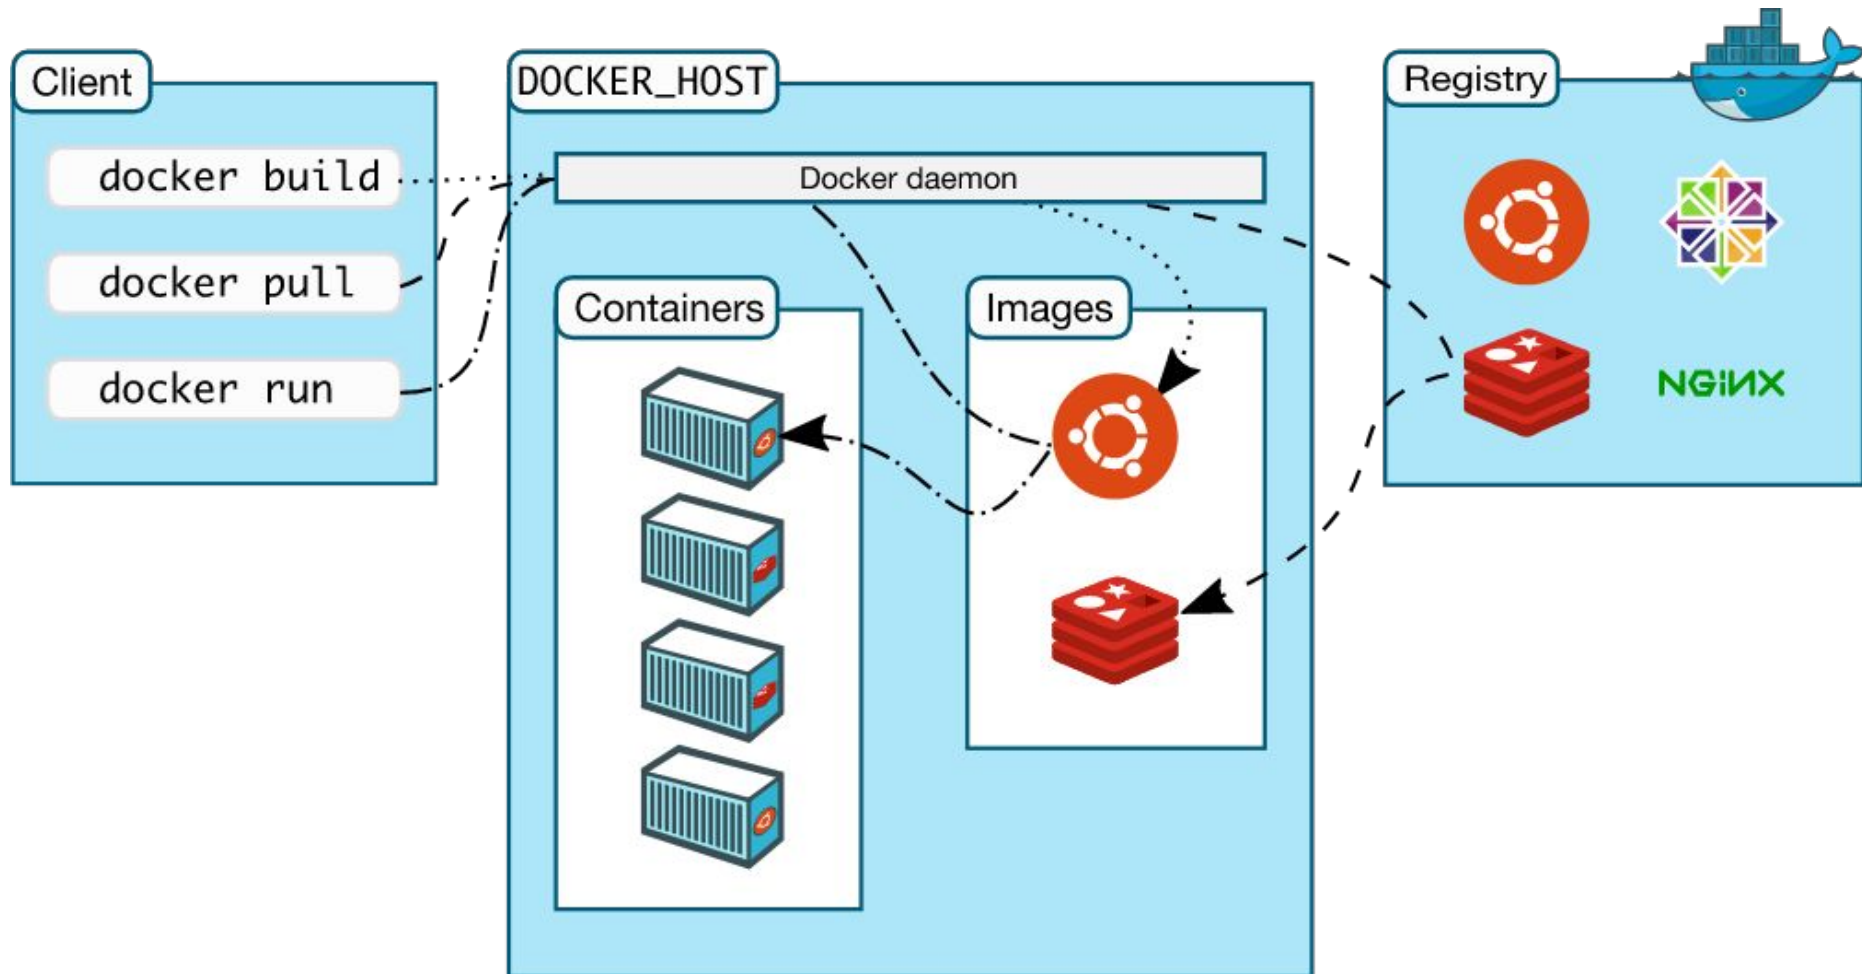 Client
docker build
docker pull
docker run
DOCKER_HOST
Docker daemon
Containers
Images
Registry
NGiNX